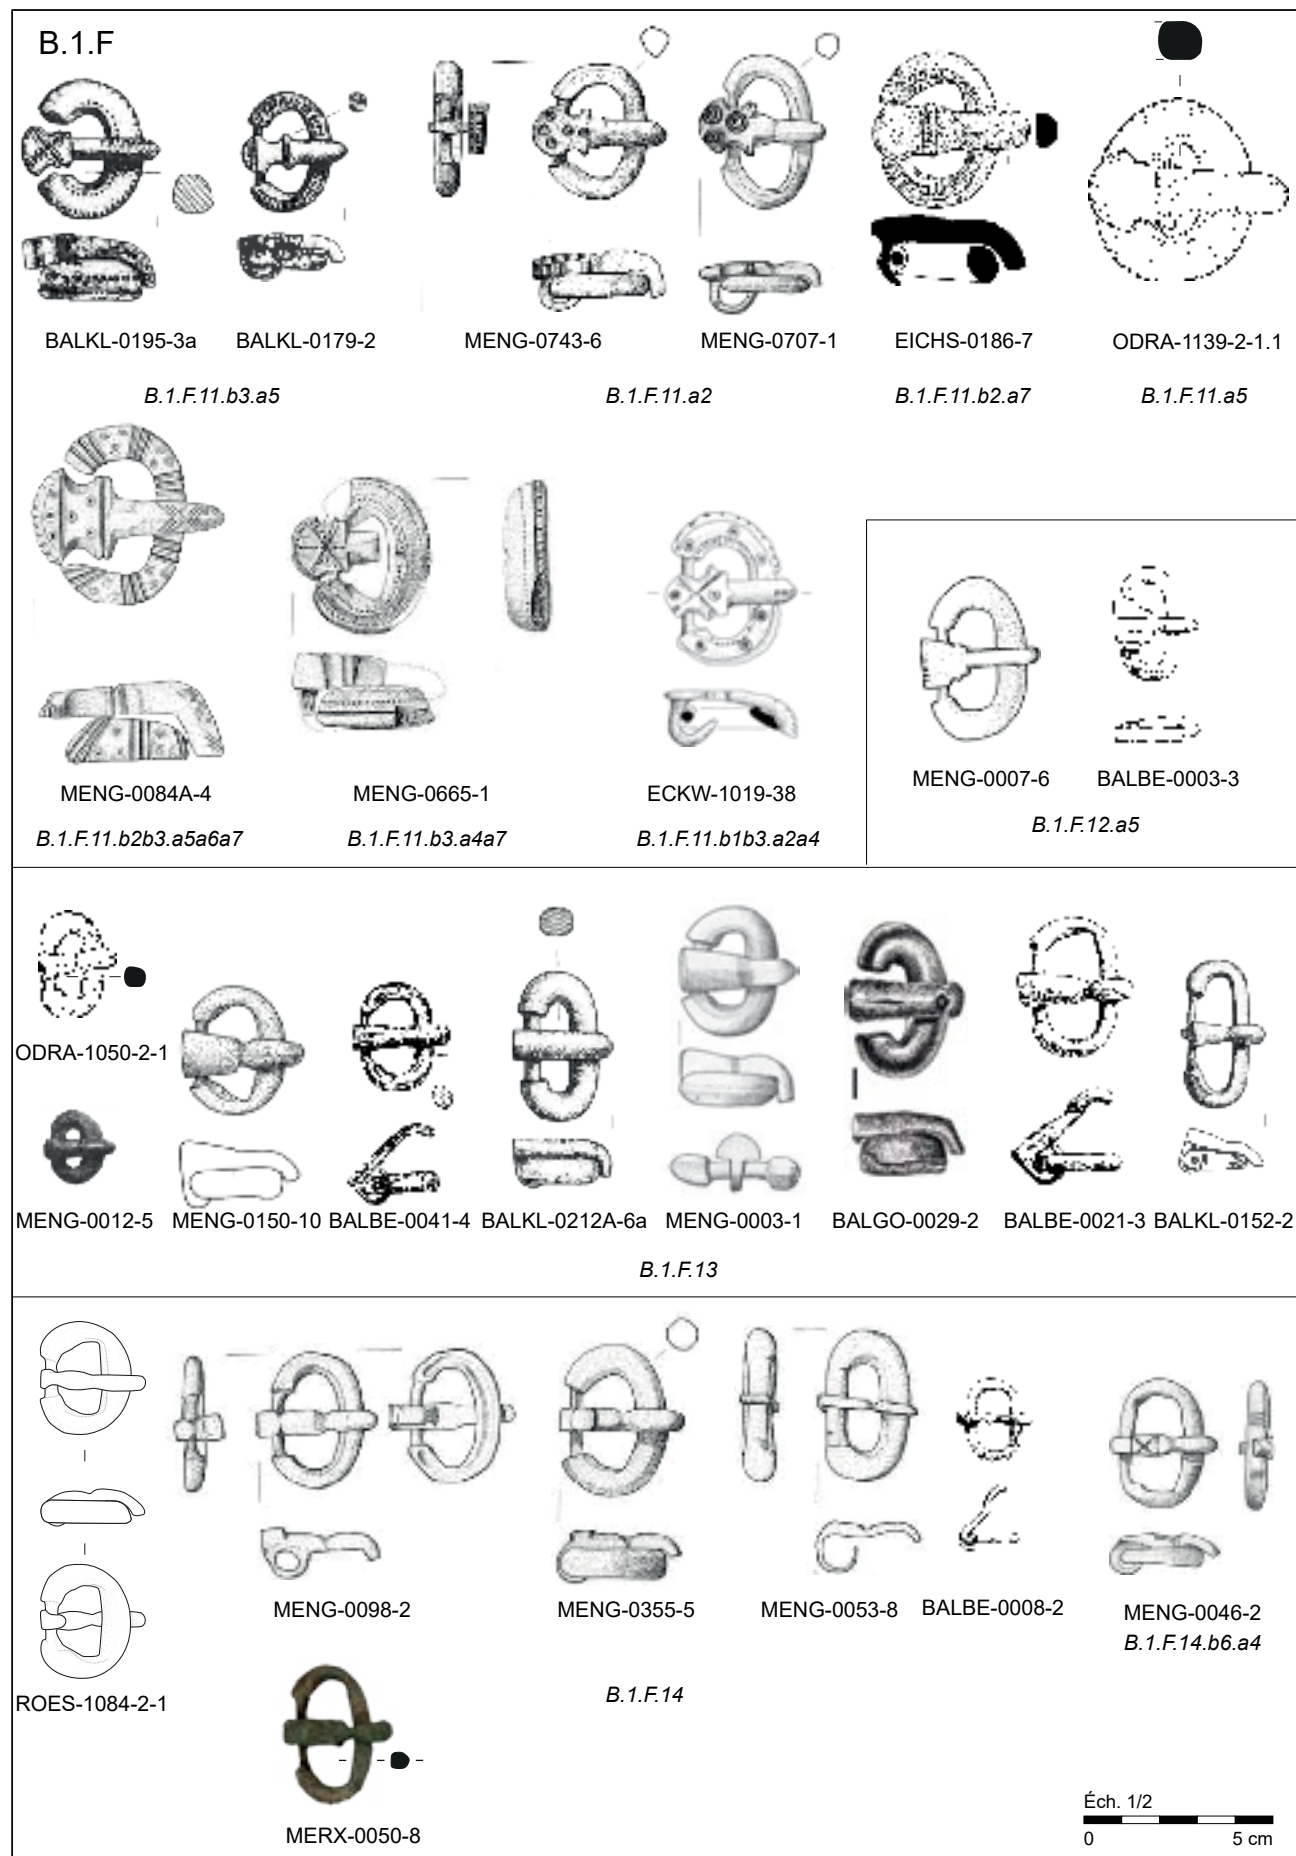 B.1.F
BALKL-0195-3a
BALKL-0179-2
MENG-0743-6
MENG-0707-1
EICHS-0186-7
ODRA-1139-2-1.1
B.1.F.11.b3.a5
B.1.F.11.a2
B.1.F.11.b2.a7
B.1.F.11.a5
MENG-0084A-4
MENG-0665-1
ECKW-1019-38
B.1.F.11.b2b3.a5a6a7
B.1.F.11.b3.a4a7
B.1.F.11.b1b3.a2a4
MENG-0007-6
BALBE-0003-3
B.1.F.12.a5
ODRA-1050-2-1
MENG-0012-5
MENG-0150-10
BALBE-0041-4
BALKL-0212A-6a
MENG-0003-1
BALGO-0029-2
BALBE-0021-3
BALKL-0152-2
B.1.F.13
MENG-0098-2
MENG-0355-5
MENG-0053-8
BALBE-0008-2
MENG-0046-2
B.1.F.14.b6.a4
ROES-1084-2-1
B.1.F.14
MERX-0050-8
Éch. 1/2
0 5 cm